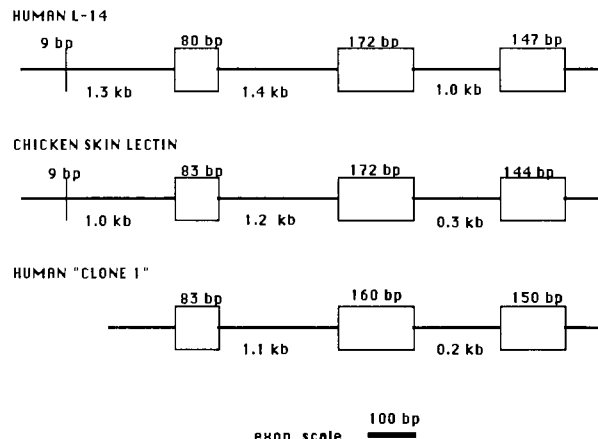 HUMAN L-14
9 bp 80 bp 172 bp 147 bp
1.3 kb 1.4 kb 1.0 kb
CHICKEN SKIN LECTIN
9 bp 83 bp 172 bp 144 bp
1.0 kb 1.2 kb 0.3 kb
HUMAN "CLONE 1"
83 bp 160 bp 150 bp
1.1 kb 0.2 kb
100 bp
exon scale